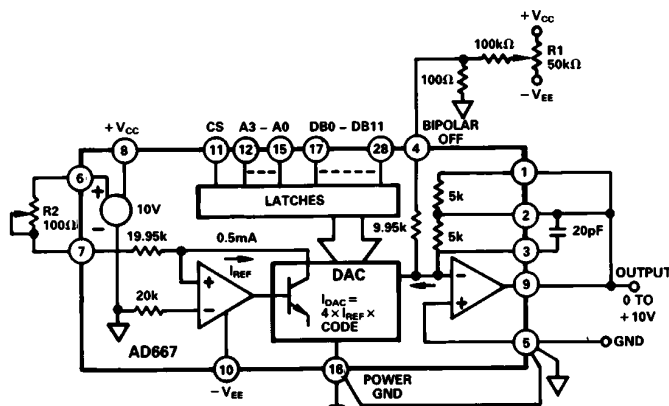 +VCC
100kΩ
R1
50kΩ
100Ω
−VEE
+VCC
CS
A3 − A0
DB0 − DB11
8
11
12
15
17
28
4
BIPOLAR
OFF
6
+
10V
−
R2
100Ω
LATCHES
9.95k
5k
1
2
20pF
5k
3
7
19.95k
0.5mA
IREF
DAC
IDAC =
4 × IREF ×
CODE
+
−
−
+
9
OUTPUT
0 TO
+10V
20k
AD667
5
GND
10
−VEE
16
POWER
GND